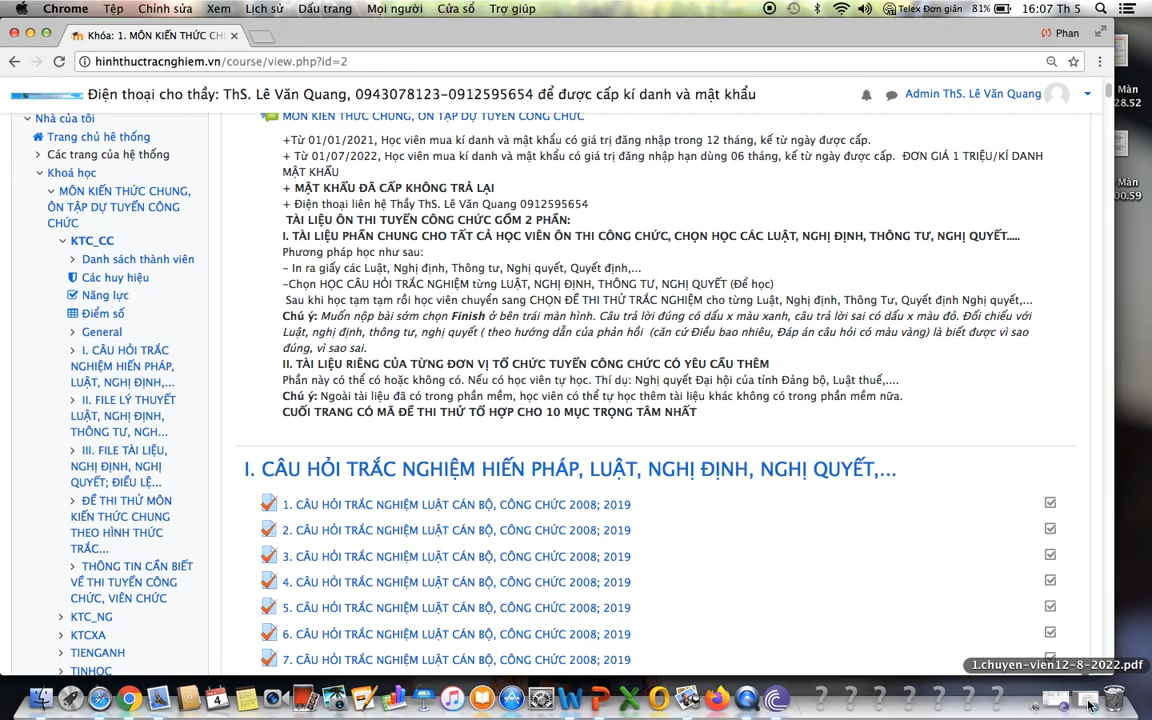 Chrome Tệp Chỉnh sửa Xem Lịch sử Dấu trang Mọi người Cửa sổ Trợ giúp Telex Đơn giản 81% 16:07 Th 5
Khóa: 1. MÔN KIẾN THỨC CH Phan
hinhthuctracnghiem.vn/course/view.php?id=2
Điện thoại cho thầy: ThS. Lê Văn Quang, 0943078123-0912595654 để được cấp kí danh và mật khẩu
Admin ThS. Lê Văn Quang
Nhà của tôi
Trang chủ hệ thống
Các trang của hệ thống
Khoá học
MÔN KIẾN THỨC CHUNG,
ÔN TẬP DỰ TUYỂN CÔNG
CHỨC
KTC_CC
Danh sách thành viên
Các huy hiệu
Năng lực
Điểm số
General
I. CÂU HỎI TRẮC
NGHIỆM HIẾN PHÁP,
LUẬT, NGHỊ ĐỊNH,...
II. FILE LÝ THUYẾT
LUẬT, NGHỊ ĐỊNH,
THÔNG TƯ, NGH...
III. FILE TÀI LIỆU,
NGHỊ ĐỊNH, NGHỊ
QUYẾT; ĐIỀU LỆ...
ĐỀ THI THỬ MÔN
KIẾN THỨC CHUNG
THEO HÌNH THỨC
TRẮC...
THÔNG TIN CẦN BIẾT
VỀ THI TUYỂN CÔNG
CHỨC, VIÊN CHỨC
KTC_NG
KTCXA
TIENGANH
TINHOC
MÔN KIẾN THỨC CHUNG, ÔN TẬP DỰ TUYỂN CÔNG CHỨC
+Từ 01/01/2021, Học viên mua kí danh và mật khẩu có giá trị đăng nhập trong 12 tháng, kể từ ngày được cấp.
+ Từ 01/07/2022, Học viên mua kí danh và mật khẩu có giá trị đăng nhập hạn dùng 06 tháng, kể từ ngày được cấp. ĐƠN GIÁ 1 TRIỆU/KÍ DANH
MẬT KHẨU
+ MẬT KHẨU ĐÃ CẤP KHÔNG TRẢ LẠI
+ Điện thoại liên hệ Thầy ThS. Lê Văn Quang 0912595654
TÀI LIỆU ÔN THI TUYỂN CÔNG CHỨC GỒM 2 PHẦN:
I. TÀI LIỆU PHẦN CHUNG CHO TẤT CẢ HỌC VIÊN ÔN THI CÔNG CHỨC, CHỌN HỌC CÁC LUẬT, NGHỊ ĐỊNH, THÔNG TƯ, NGHỊ QUYẾT.....
Phương pháp học như sau:
- In ra giấy các Luật, Nghị định, Thông tư, Nghị quyết, Quyết định,...
-Chọn HỌC CÂU HỎI TRẮC NGHIỆM từng LUẬT, NGHỊ ĐỊNH, THÔNG TƯ, NGHỊ QUYẾT (Để học)
Sau khi học tạm tạm rồi học viên chuyển sang CHỌN ĐỀ THI THỬ TRẮC NGHIỆM cho từng Luật, Nghị định, Thông Tư, Quyết định Nghị quyết,...
Chú ý: Muốn nộp bài sớm chọn Finish ở bên trái màn hình. Câu trả lời đúng có dấu x màu xanh, câu trả lời sai có dấu x màu đỏ. Đối chiếu với
Luật, nghị định, thông tư, nghị quyết ( theo hướng dẫn của phản hồi (căn cứ Điều bao nhiêu, Đáp án câu hỏi có màu vàng) là biết được vì sao
đúng, vì sao sai.
II. TÀI LIỆU RIÊNG CỦA TỪNG ĐƠN VỊ TỔ CHỨC TUYỂN CÔNG CHỨC CÓ YÊU CẦU THÊM
Phần này có thể có hoặc không có. Nếu có học viên tự học. Thí dụ: Nghị quyết Đại hội của tỉnh Đảng bộ, Luật thuế,....
Chú ý: Ngoài tài liệu đã có trong phần mềm, học viên có thể tự học thêm tài liệu khác không có trong phần mềm nữa.
CUỐI TRANG CÓ MÃ ĐỀ THI THỬ TỔ HỢP CHO 10 MỤC TRỌNG TÂM NHẤT
I. CÂU HỎI TRẮC NGHIỆM HIẾN PHÁP, LUẬT, NGHỊ ĐỊNH, NGHỊ QUYẾT,...
1. CÂU HỎI TRẮC NGHIỆM LUẬT CÁN BỘ, CÔNG CHỨC 2008; 2019
2. CÂU HỎI TRẮC NGHIỆM LUẬT CÁN BỘ, CÔNG CHỨC 2008; 2019
3. CÂU HỎI TRẮC NGHIỆM LUẬT CÁN BỘ, CÔNG CHỨC 2008; 2019
4. CÂU HỎI TRẮC NGHIỆM LUẬT CÁN BỘ, CÔNG CHỨC 2008; 2019
5. CÂU HỎI TRẮC NGHIỆM LUẬT CÁN BỘ, CÔNG CHỨC 2008; 2019
6. CÂU HỎI TRẮC NGHIỆM LUẬT CÁN BỘ, CÔNG CHỨC 2008; 2019
7. CÂU HỎI TRẮC NGHIỆM LUẬT CÁN BỘ, CÔNG CHỨC 2008; 2019
1.chuyen-vien12-8-2022.pdf
Màn
28.52
Màn
00.59